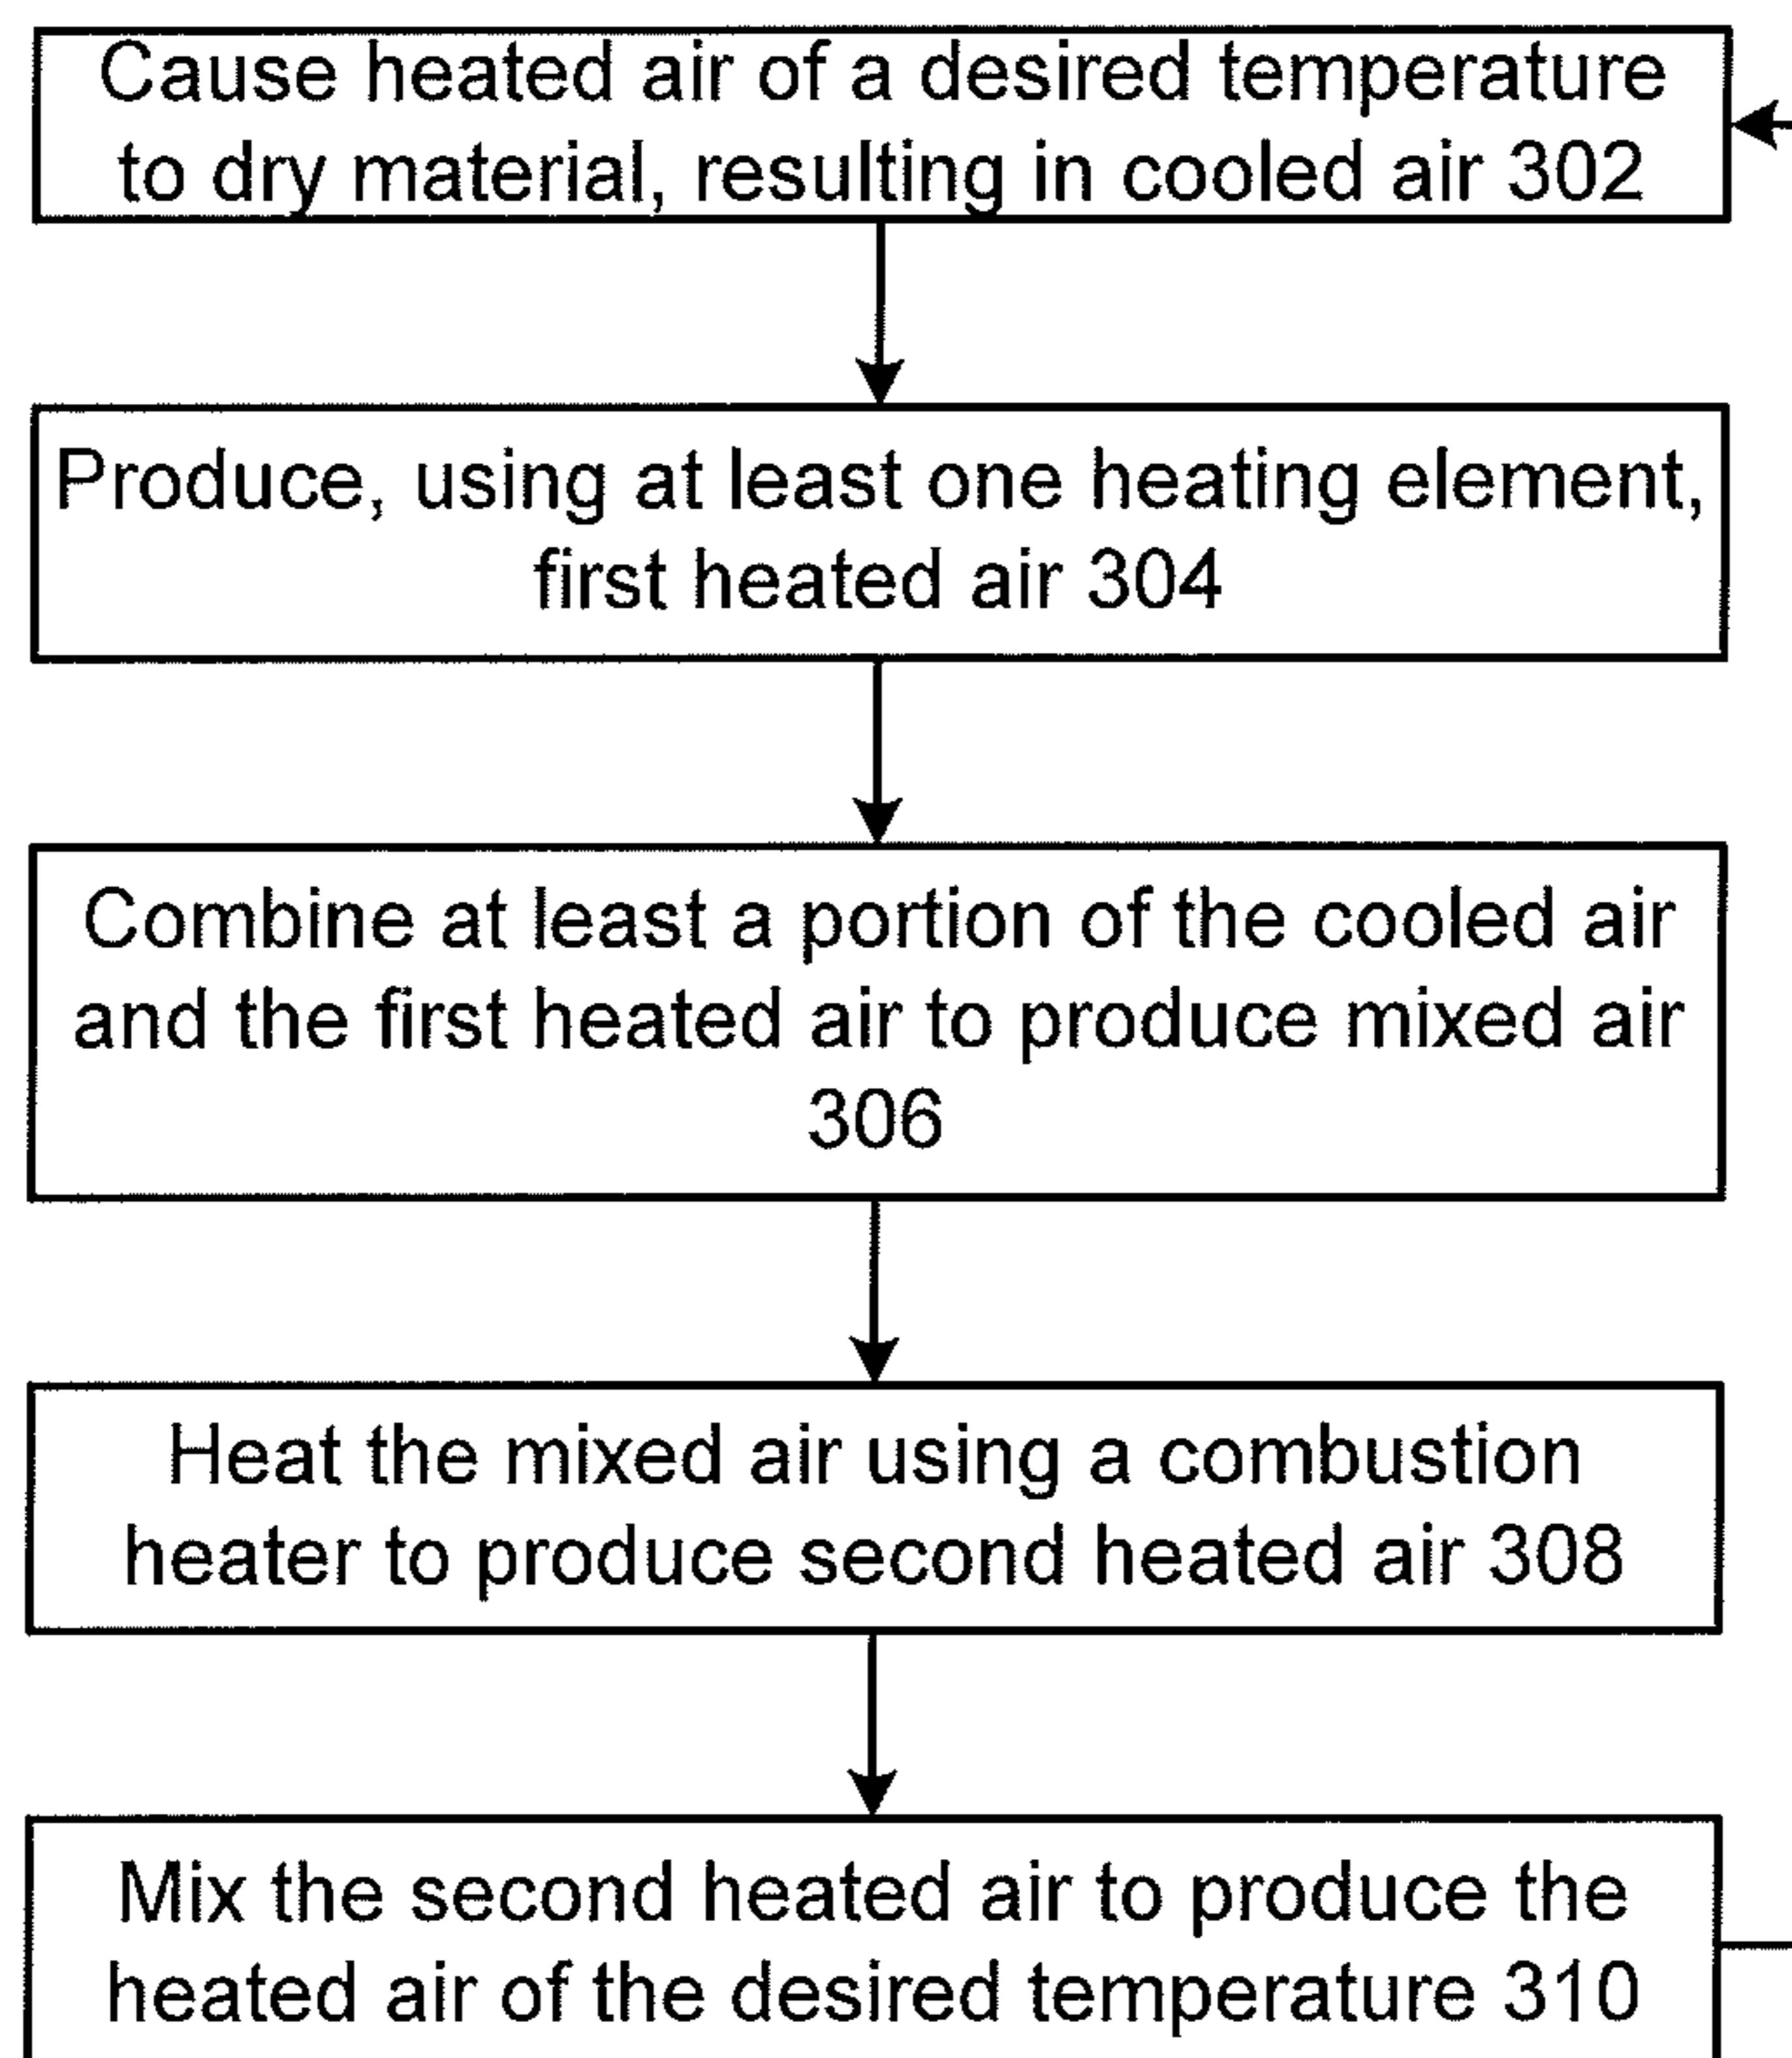 Cause heated air of a desired temperature
to dry material, resulting in cooled air 302
Produce, using at least one heating element,
first heated air 304
Combine at least a portion of the cooled air
and the first heated air to produce mixed air
306
Heat the mixed air using a combustion
heater to produce second heated air 308
Mix the second heated air to produce the
heated air of the desired temperature 310